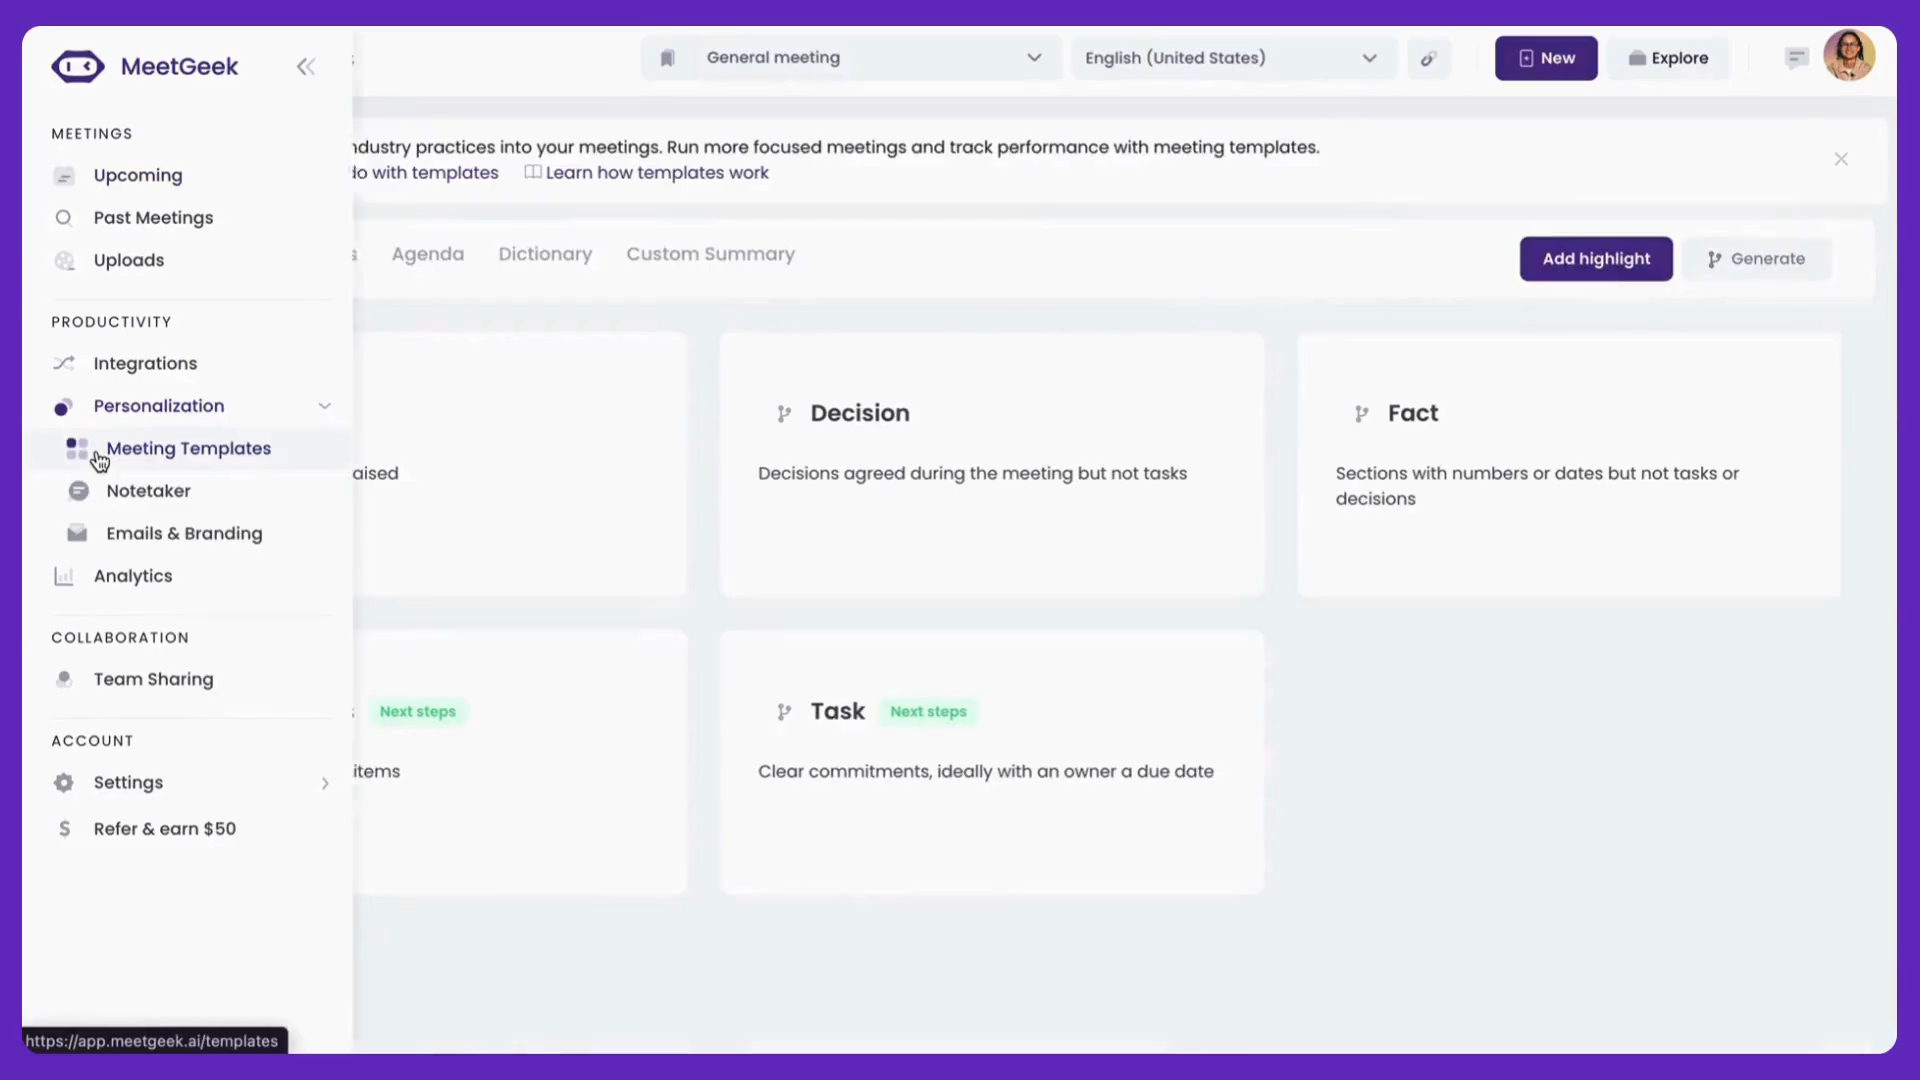 MeetGeek
General meeting
English (United States)
New
Explore
MEETINGS
Upcoming
Past Meetings
Uploads
PRODUCTIVITY
Integrations
Personalization
Meeting Templates
Notetaker
Emails & Branding
Analytics
COLLABORATION
Team Sharing
ACCOUNT
Settings
Refer & earn $50
ndustry practices into your meetings. Run more focused meetings and track performance with meeting templates.
do with templates
Learn how templates work
s
Agenda
Dictionary
Custom Summary
Add highlight
Generate
aised
Decision
Decisions agreed during the meeting but not tasks
Fact
Sections with numbers or dates but not tasks or
decisions
s
Next steps
items
Task
Next steps
Clear commitments, ideally with an owner a due date
https://app.meetgeek.ai/templates